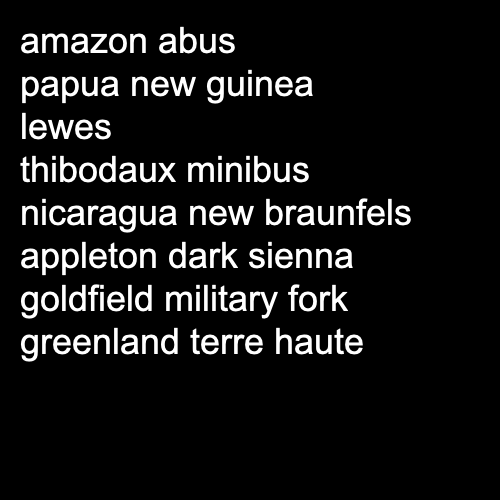 amazon abus
papua new guinea
lewes
thibodaux minibus
nicaragua new braunfels
appleton dark sienna
goldfield military fork
greenland terre haute